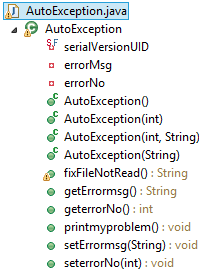 AutoException.java
AutoException
serialVersionUID
errorMsg
errorNo
AutoException()
AutoException(int)
AutoException(int, String)
AutoException(String)
fixFileNotRead() : String
getErrormsg() : String
geterrorNo() : int
printmyproblem() : void
setErrormsg(String) : void
seterrorNo(int) : void